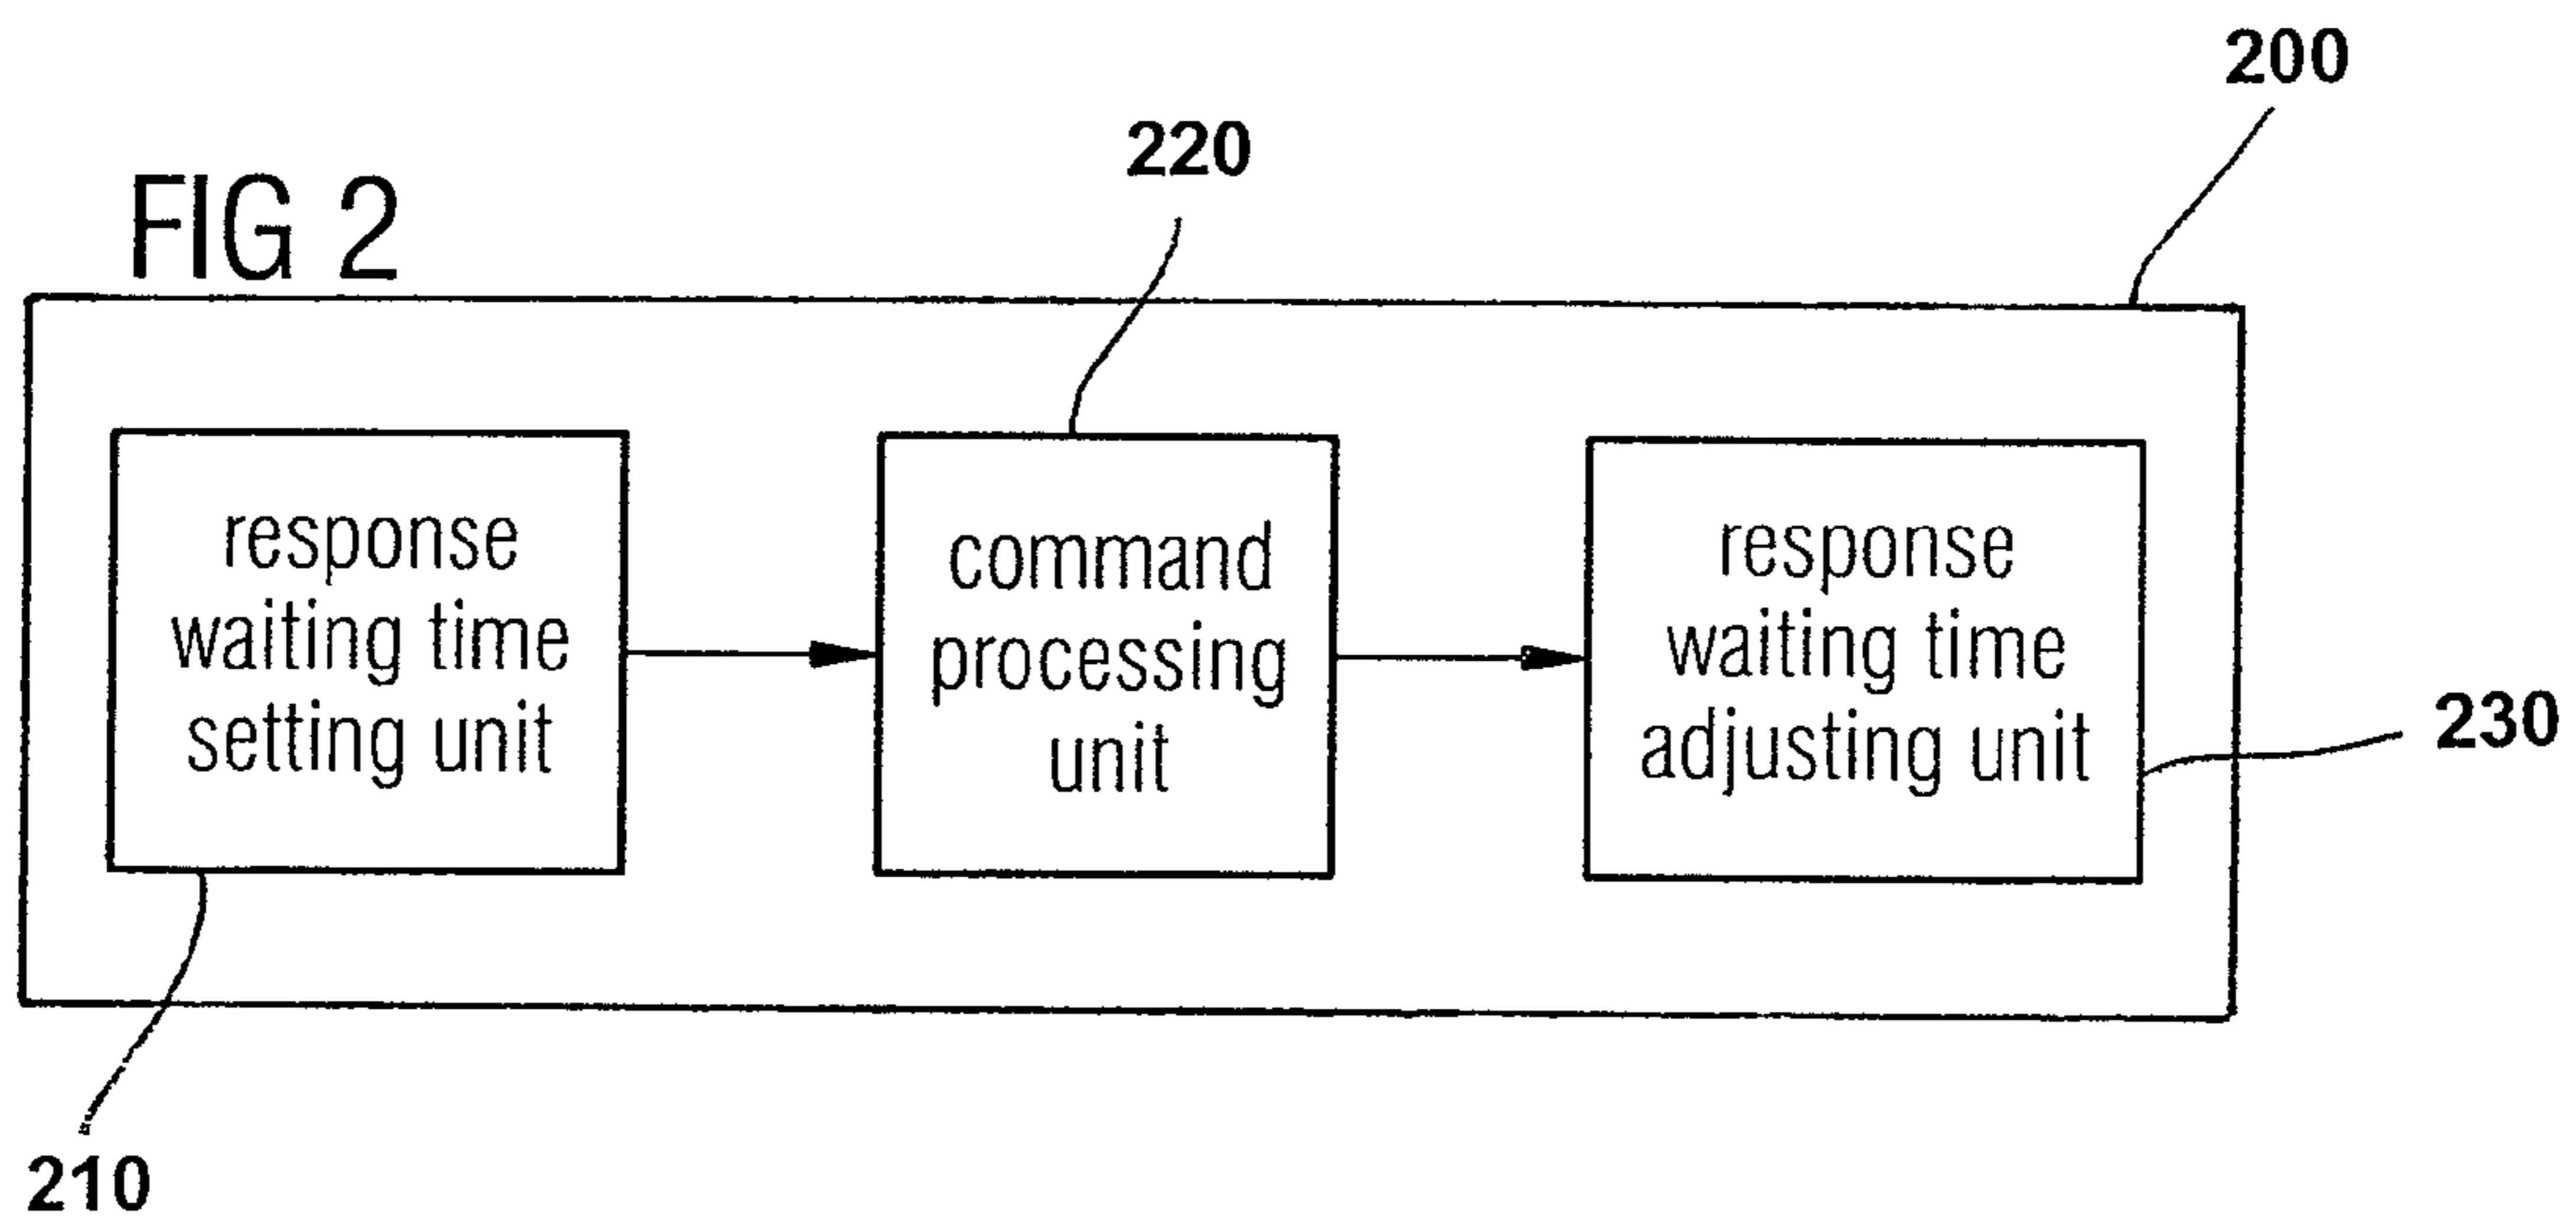 200
220
FIG 2
response
waiting time
setting unit
command
processing
unit
response
waiting time
adjusting unit
230
210